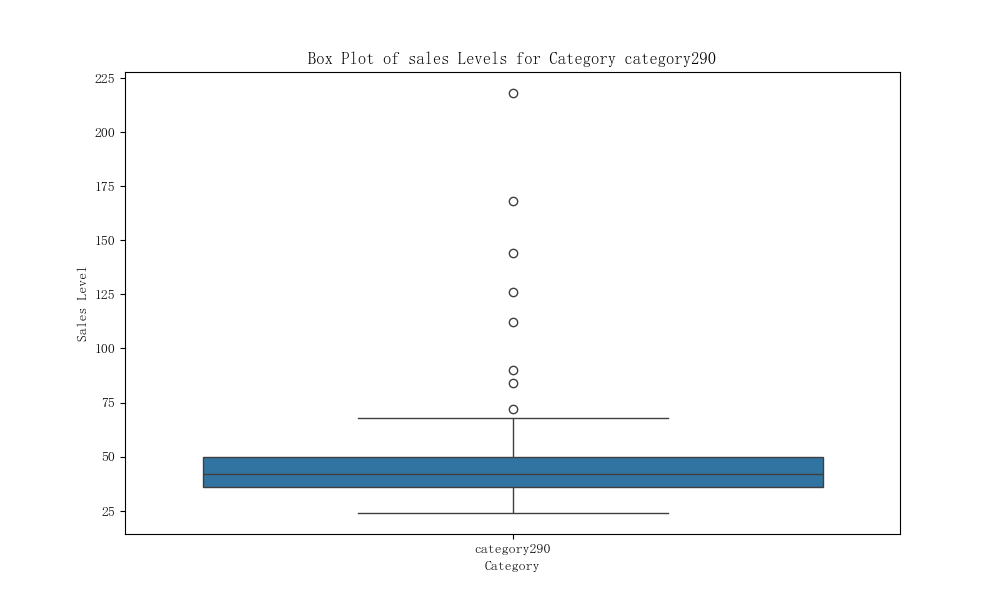 Box Plot of sales Levels for Category category290
225
200
175
150
125
100
75
50
25
Sales Level
category290
Category